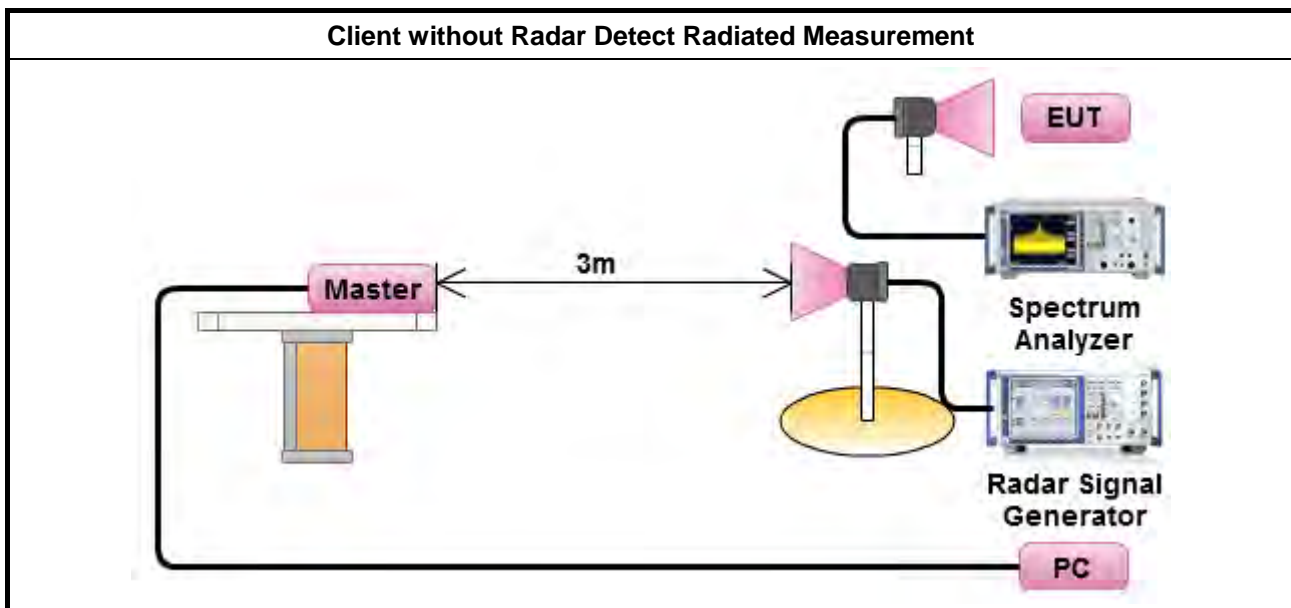 Client without Radar Detect Radiated Measurement
EUT
3m
Master
Spectrum
Analyzer
Radar Signal
Generator
PC